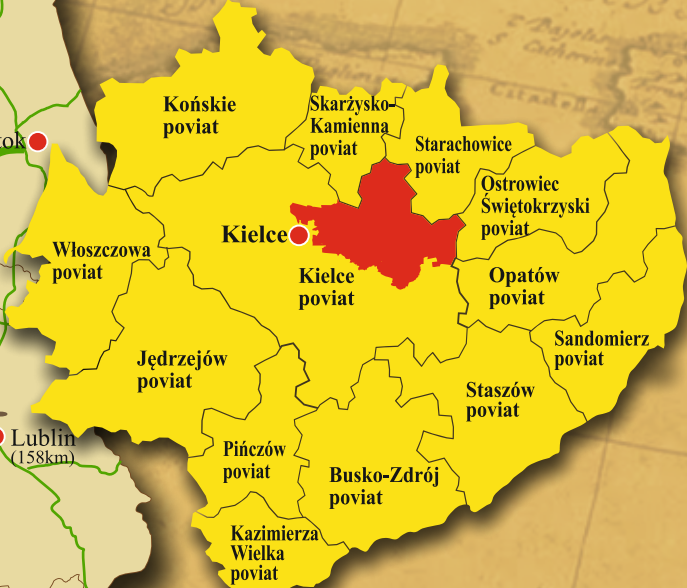 Końskie
poviat
Skarżysko-
Kamienna
poviat
Starachowice
poviat
tok
Ostrowiec
Świętokrzyski
poviat
Kielce
Włoszczowa
poviat
Kielce
poviat
Opatów
poviat
Sandomierz
poviat
Jędrzejów
poviat
Staszów
poviat
Lublin
(158km)
Pińczów
poviat
Busko-Zdrój
poviat
Kazimierza
Wielka
poviat